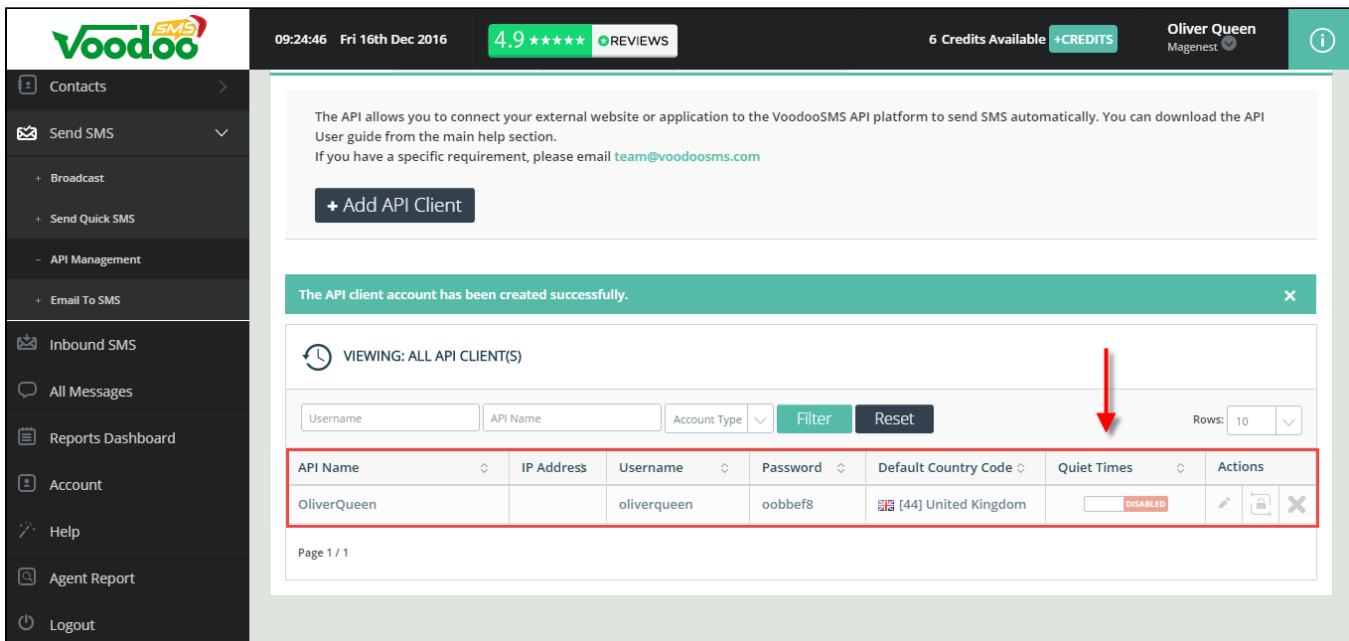 Voodoo SMS
09:24:46 Fri 16th Dec 2016
4.9 ★★★★★ REVIEWS
6 Credits Available +CREDITS
Oliver Queen
Magenest
Contacts
Send SMS
+ Broadcast
+ Send Quick SMS
- API Management
+ Email To SMS
Inbound SMS
All Messages
Reports Dashboard
Account
Help
Agent Report
Logout
The API allows you to connect your external website or application to the VoodooSMS API platform to send SMS automatically. You can download the API
User guide from the main help section.
If you have a specific requirement, please email team@voodoosms.com
+ Add API Client
The API client account has been created successfully.
VIEWING: ALL API CLIENT(S)
Username API Name Account Type Filter Reset Rows: 10
API Name IP Address Username Password Default Country Code Quiet Times Actions
OliverQueen oliverqueen oobbef8 [44] United Kingdom DISABLED
Page 1 / 1